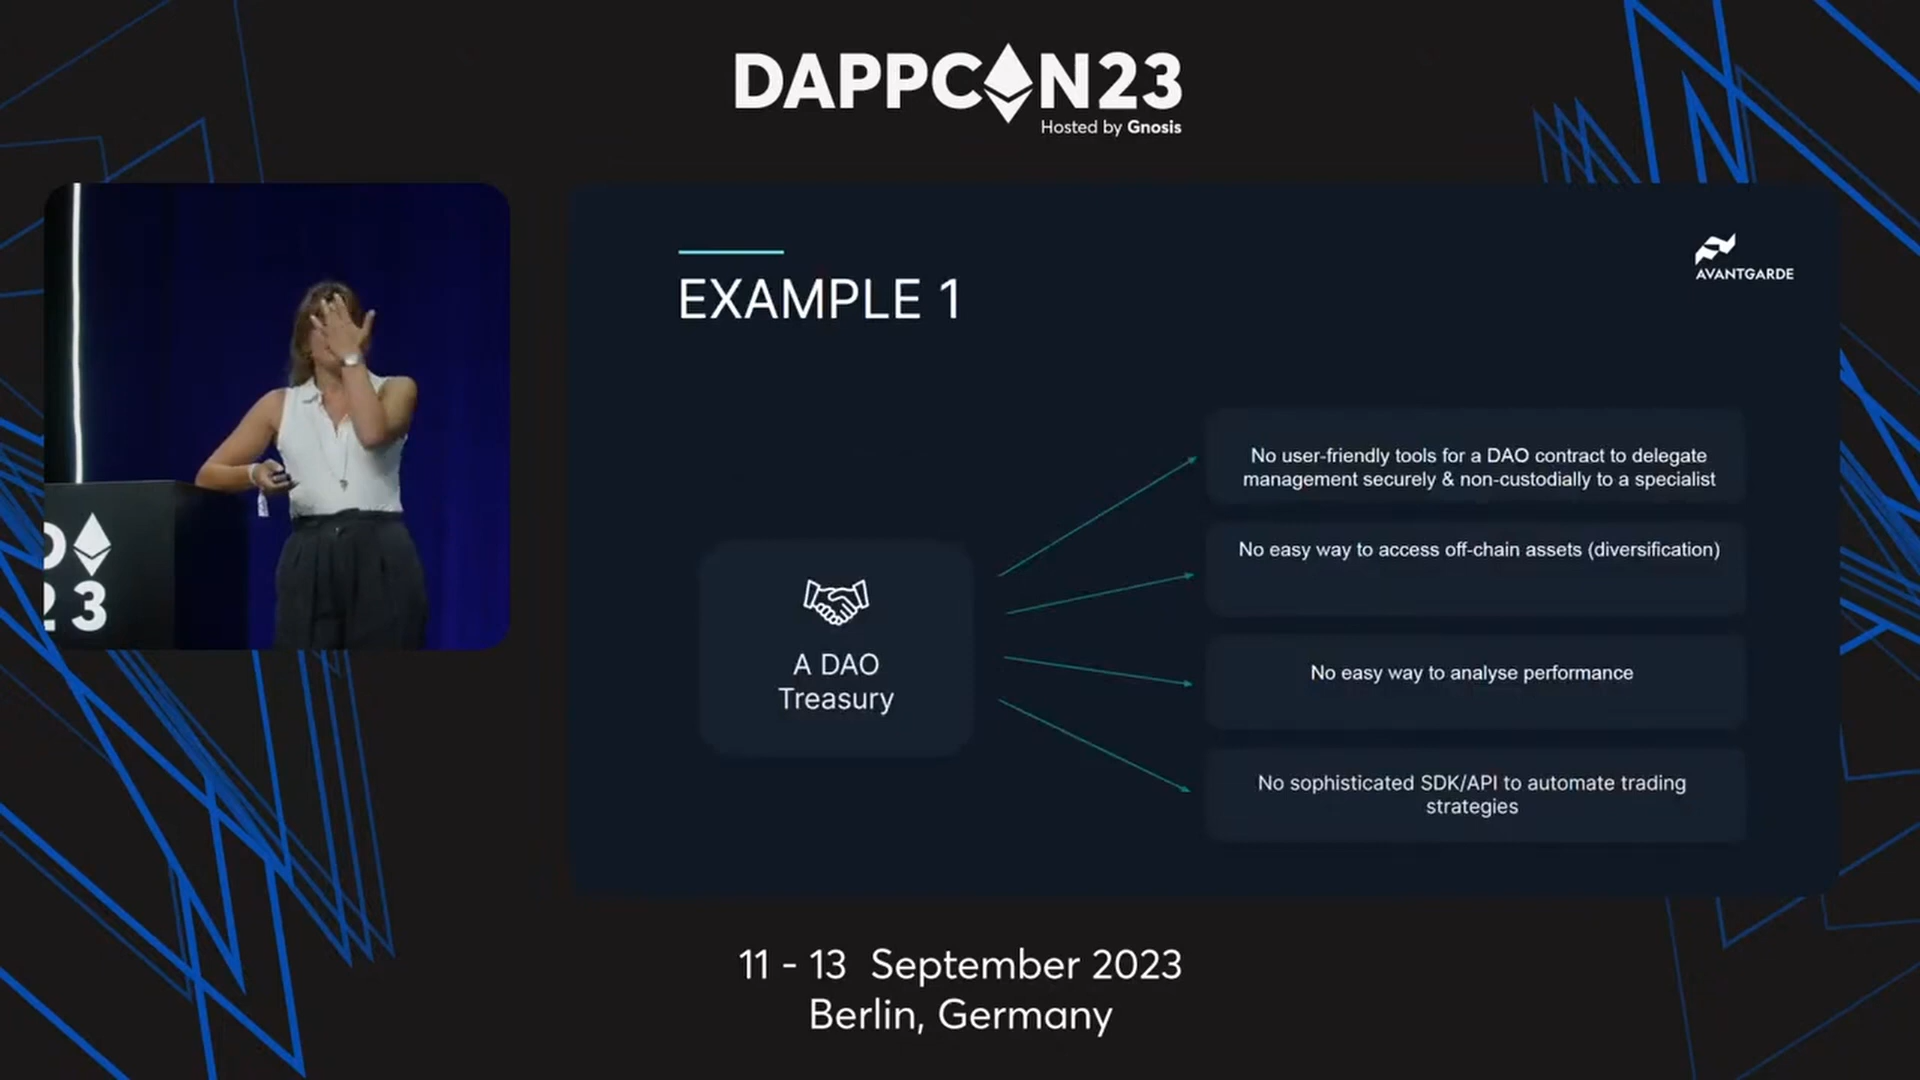 DAPPCON23
Hosted by Gnosis
AVANTGARDE
EXAMPLE 1
No user-friendly tools for a DAO contract to delegate
management securely & non-custodially to a specialist
No easy way to access off-chain assets (diversification)
A DAO
Treasury
No easy way to analyse performance
No sophisticated SDK/API to automate trading
strategies
23
11 - 13 September 2023
Berlin, Germany